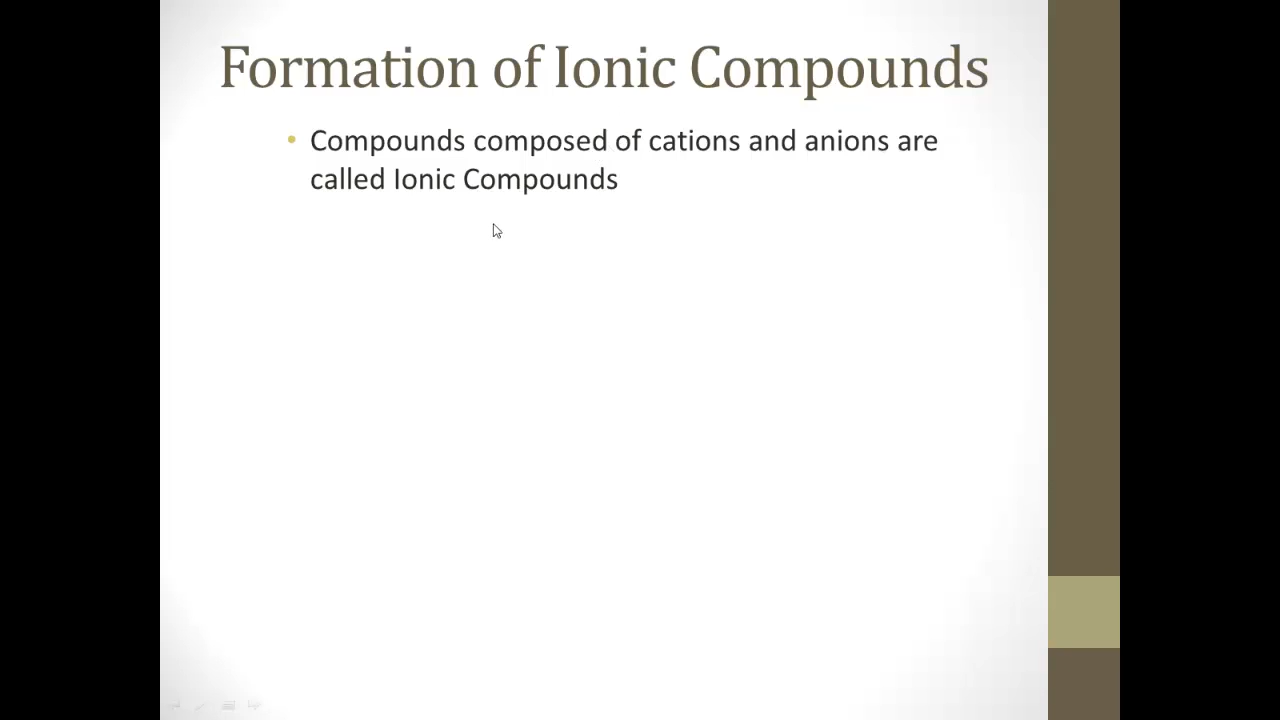 Formation of Ionic Compounds
• Compounds composed of cations and anions are
called Ionic Compounds